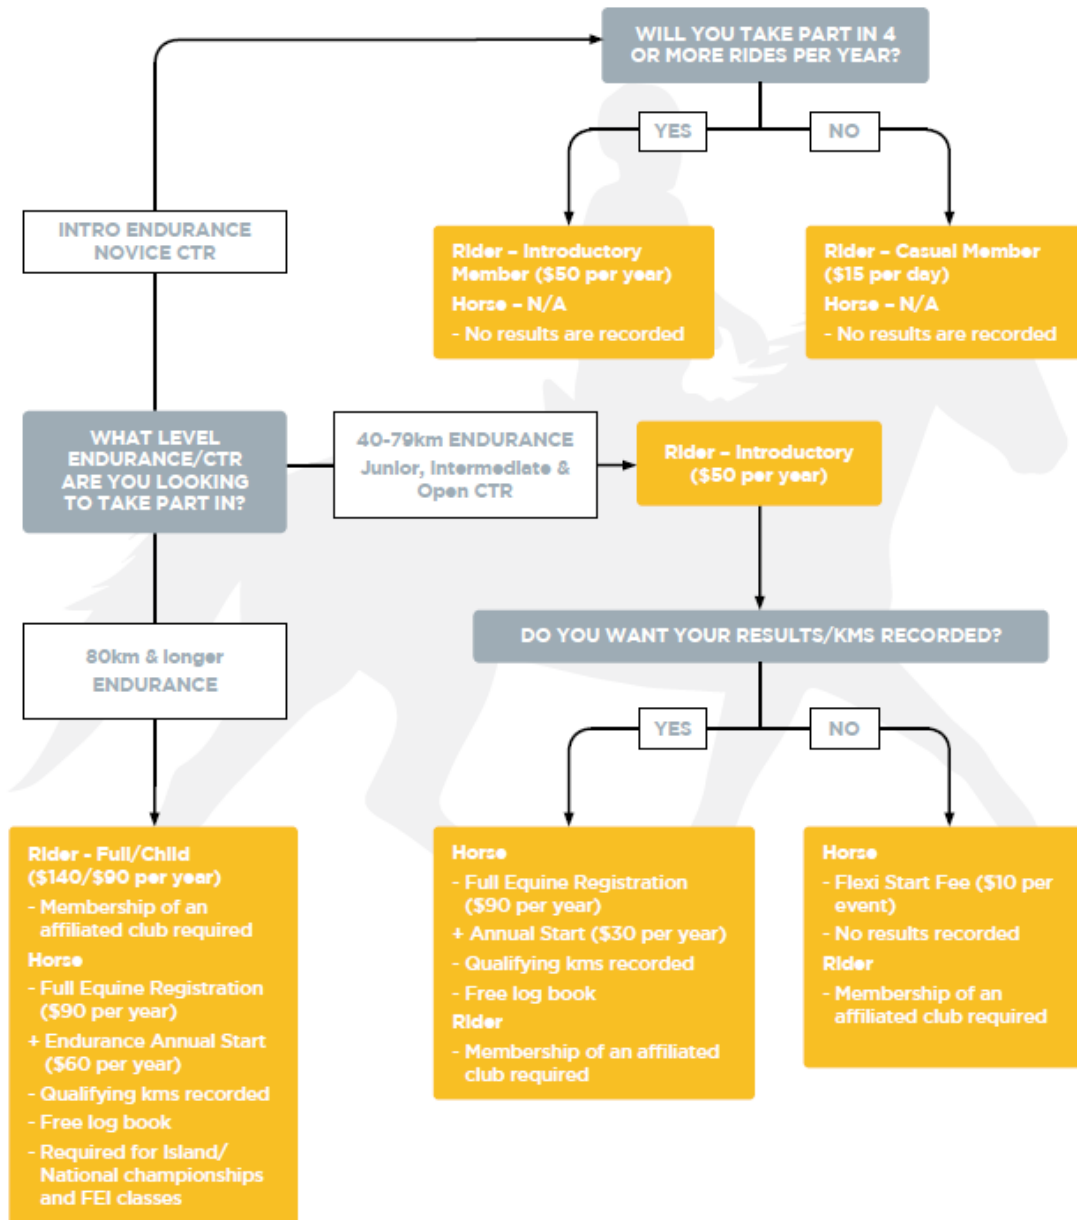 WILL YOU TAKE PART IN 4
OR MORE RIDES PER YEAR?
YES
NO
INTRO ENDURANCE
NOVICE CTR
Rider – Introductory
Member ($50 per year)
Horse – N/A
- No results are recorded
Rider – Casual Member
($15 per day)
Horse – N/A
- No results are recorded
WHAT LEVEL
ENDURANCE/CTR
ARE YOU LOOKING
TO TAKE PART IN?
40-79km ENDURANCE
Junior, Intermediate &
Open CTR
Rider – Introductory
($50 per year)
80km & longer
ENDURANCE
DO YOU WANT YOUR RESULTS/KMS RECORDED?
YES
NO
Rider - Full/Child
($140/$90 per year)
- Membership of an
affiliated club required
Horse
- Full Equine Registration
($90 per year)
+ Endurance Annual Start
($60 per year)
- Qualifying kms recorded
- Free log book
- Required for Island/
National championships
and FEI classes
Horse
- Full Equine Registration
($90 per year)
+ Annual Start ($30 per year)
- Qualifying kms recorded
- Free log book
Rider
- Membership of an affiliated
club required
Horse
- Flexi Start Fee ($10 per
event)
- No results recorded
Rider
- Membership of an
affiliated club required